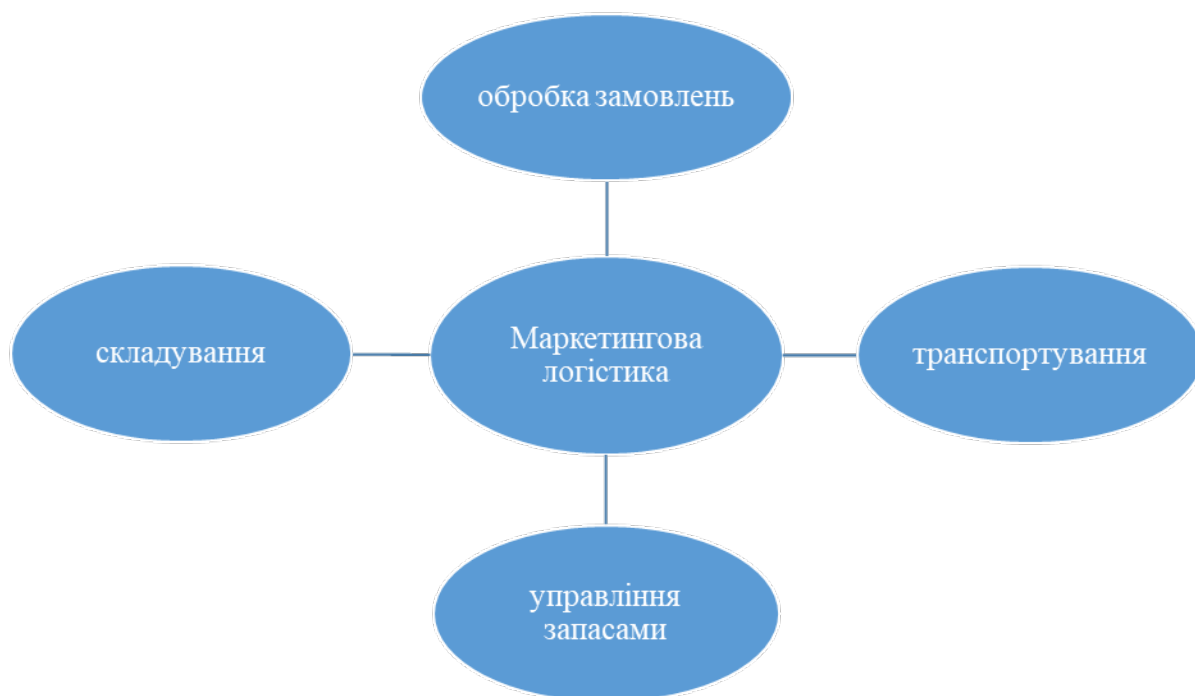 обробка замовлень
складування
Маркетингова
логістика
транспортування
управління
запасами